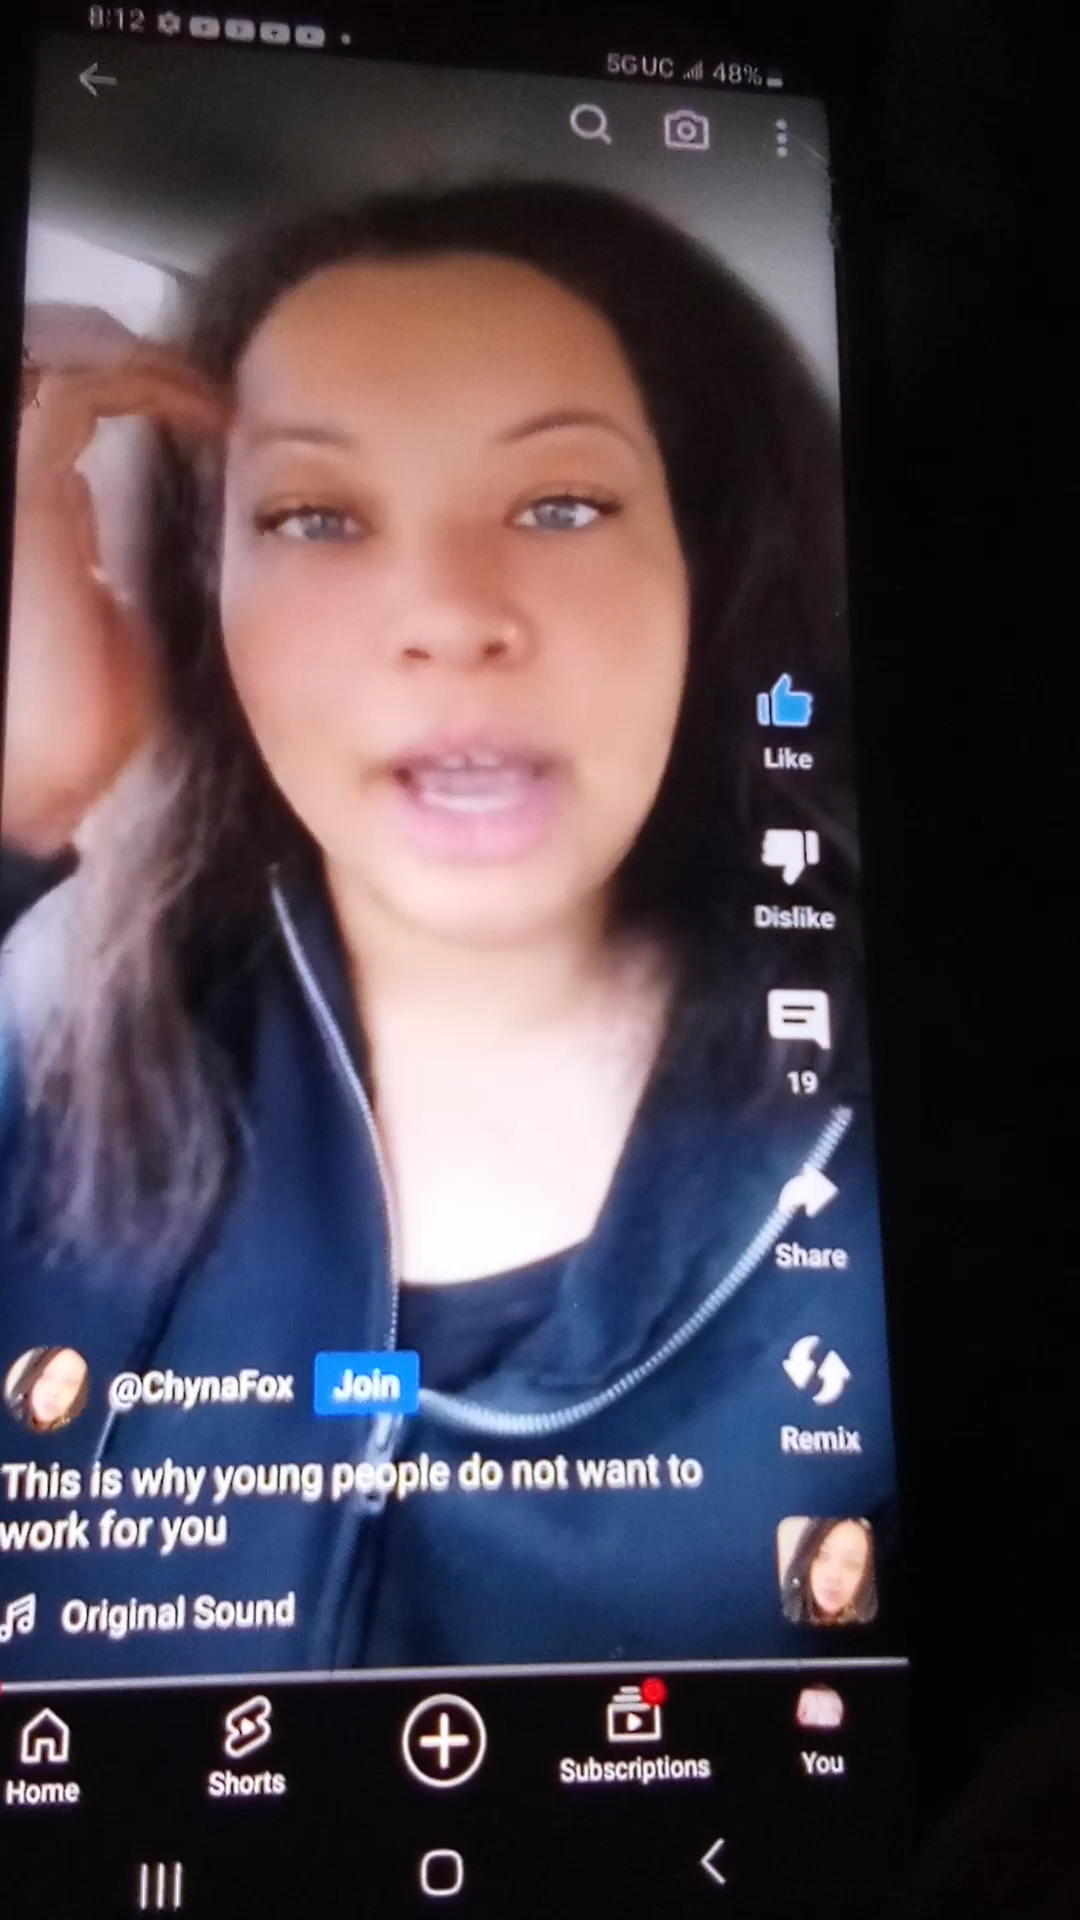 8:12
5G UC 48%
Like
Dislike
19
Share
@ChynaFox Join
Remix
This is why young people do not want to
work for you
Original Sound
Home
Shorts
Subscriptions
You